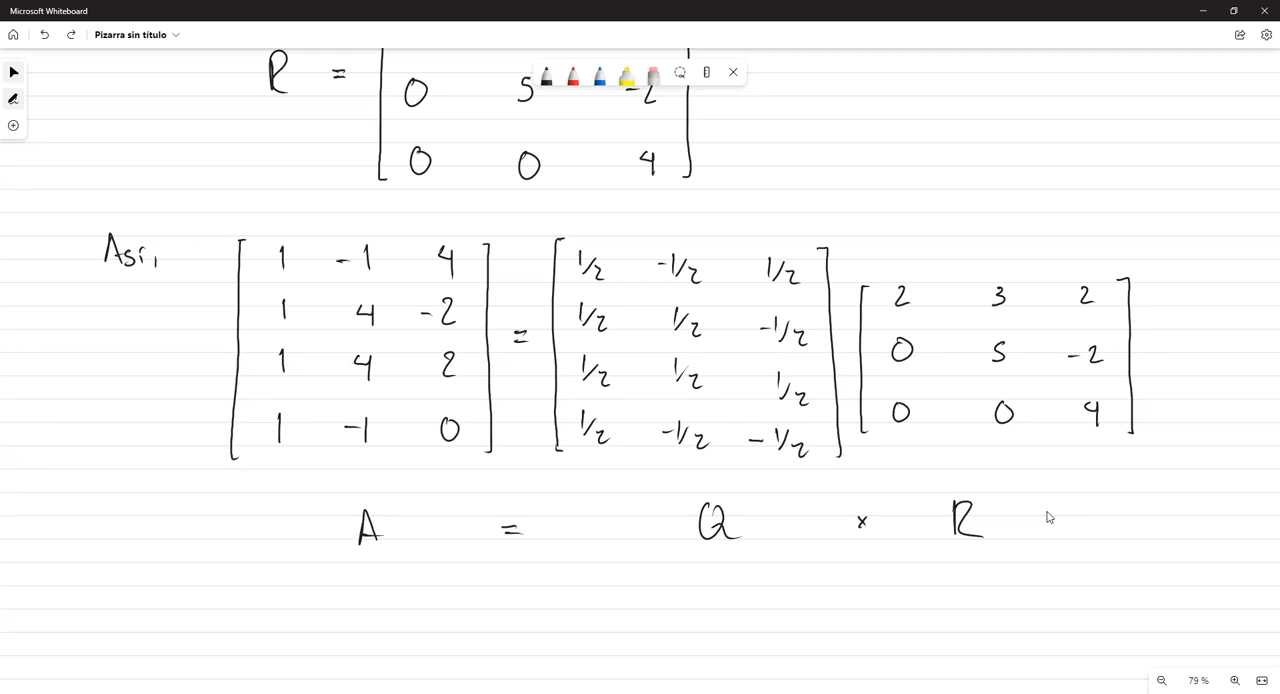 Microsoft Whiteboard
Pizarra sin título
R =
0 5 -2
0 0 4
Así,
1 -1 4
1 4 -2
1 4 2
1 -1 0
=
1/2 -1/2 1/2
1/2 1/2 -1/2
1/2 1/2 1/2
1/2 -1/2 -1/2
2 3 2
0 5 -2
0 0 4
A = Q × R
79 %